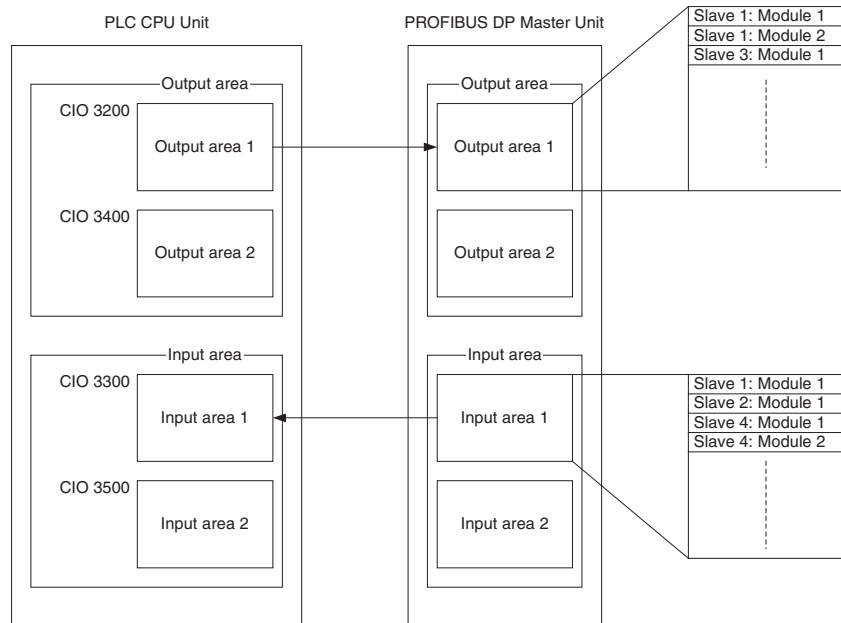 PLC CPU Unit
PROFIBUS DP Master Unit
Slave 1: Module 1
Slave 1: Module 2
Slave 3: Module 1
Output area
Output area
CIO 3200
Output area 1
Output area 1
CIO 3400
Output area 2
Output area 2
Input area
Input area
CIO 3300
Input area 1
Input area 1
Slave 1: Module 1
Slave 2: Module 1
Slave 4: Module 1
Slave 4: Module 2
CIO 3500
Input area 2
Input area 2